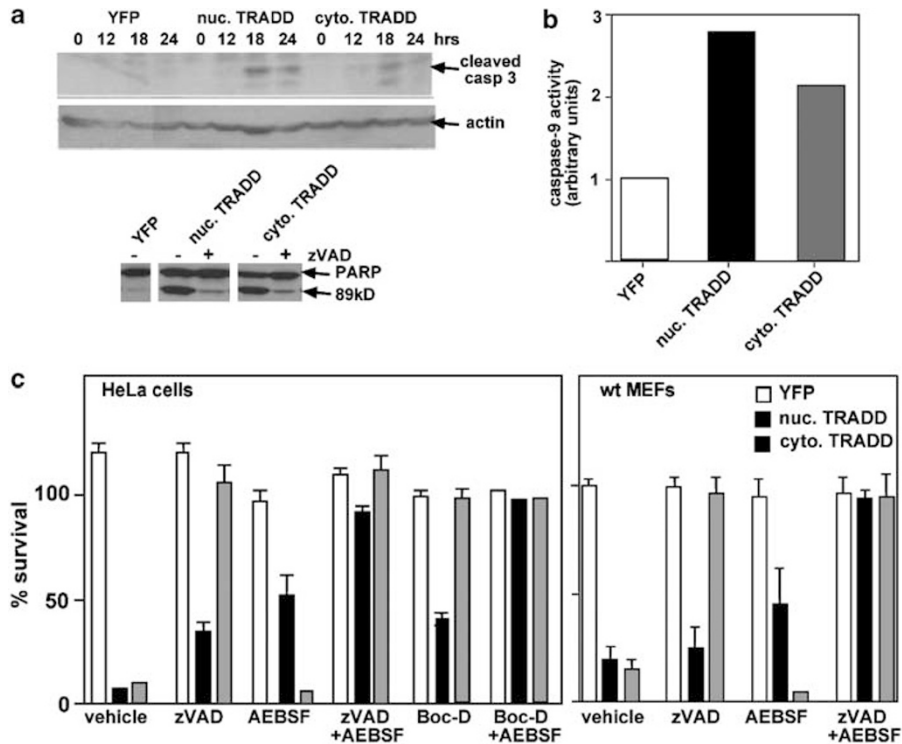 a
YFP nuc. TRADD cyto. TRADD
0 12 18 24 0 12 18 24 0 12 18 24 hrs
cleaved
casp 3
actin
YFP nuc. TRADD cyto. TRADD
- - + - + zVAD
PARP
89kD
b
caspase-9 activity
(arbitrary units)
3
2
1
YFP nuc. TRADD cyto. TRADD
c
HeLa cells
% survival
100
50
0
vehicle zVAD AEBSF zVAD +AEBSF Boc-D Boc-D +AEBSF
wt MEFs
YFP
nuc. TRADD
cyto. TRADD
vehicle zVAD AEBSF zVAD +AEBSF